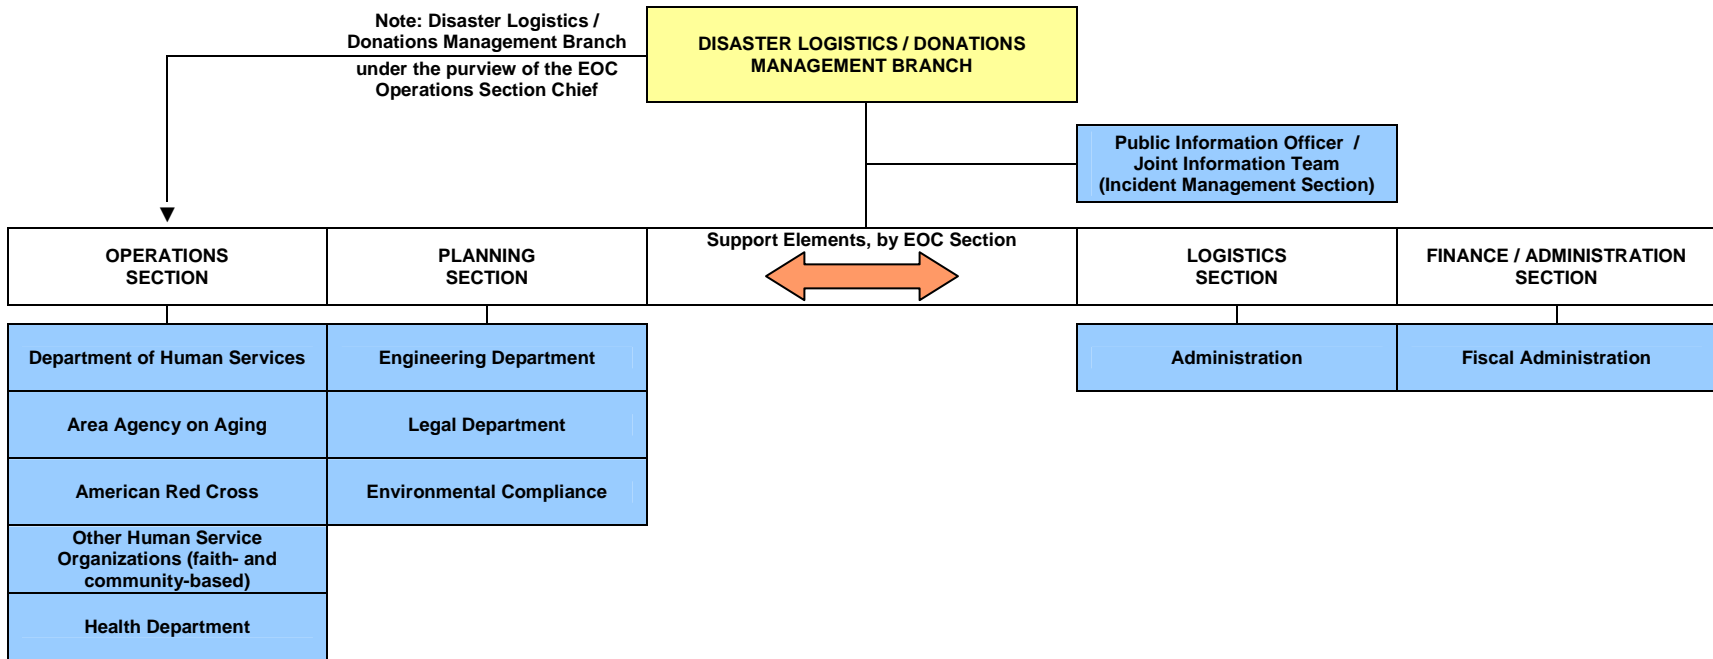 Note: Disaster Logistics /
Donations Management Branch
under the purview of the EOC
Operations Section Chief
DISASTER LOGISTICS / DONATIONS
MANAGEMENT BRANCH
Public Information Officer /
Joint Information Team
(Incident Management Section)
OPERATIONS
SECTION
PLANNING
SECTION
Support Elements, by EOC Section
LOGISTICS
SECTION
FINANCE / ADMINISTRATION
SECTION
Department of Human Services
Engineering Department
Administration
Fiscal Administration
Area Agency on Aging
Legal Department
American Red Cross
Environmental Compliance
Other Human Service
Organizations (faith- and
community-based)
Health Department